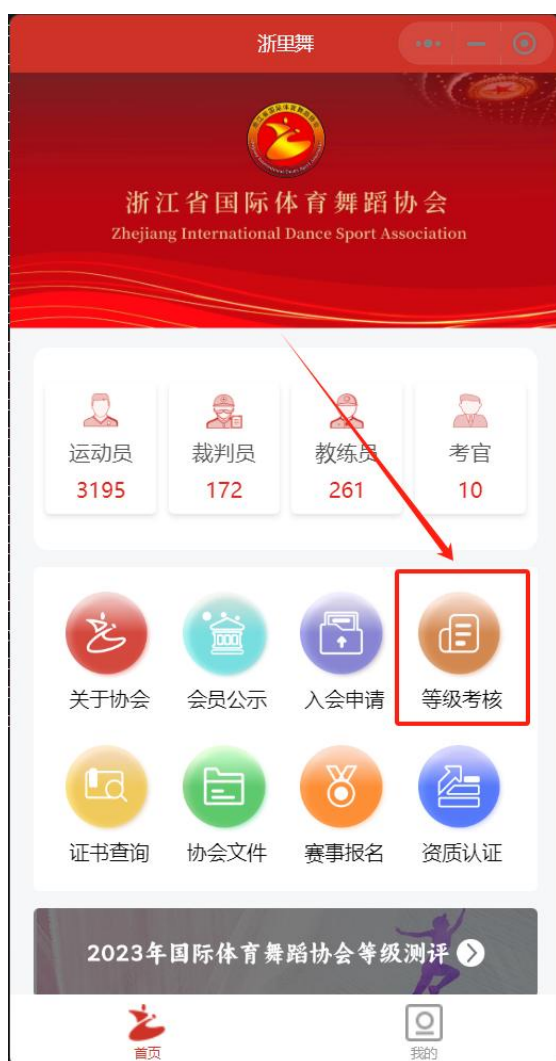 浙里舞
浙江省国际体育舞蹈协会
Zhejiang International Dance Sport Association
运动员 裁判员 教练员 考官
3195 172 261 10
关于协会 会员公示 入会申请 等级考核
证书查询 协会文件 赛事报名 资质认证
2023年国际体育舞蹈协会等级测评
首页 我的